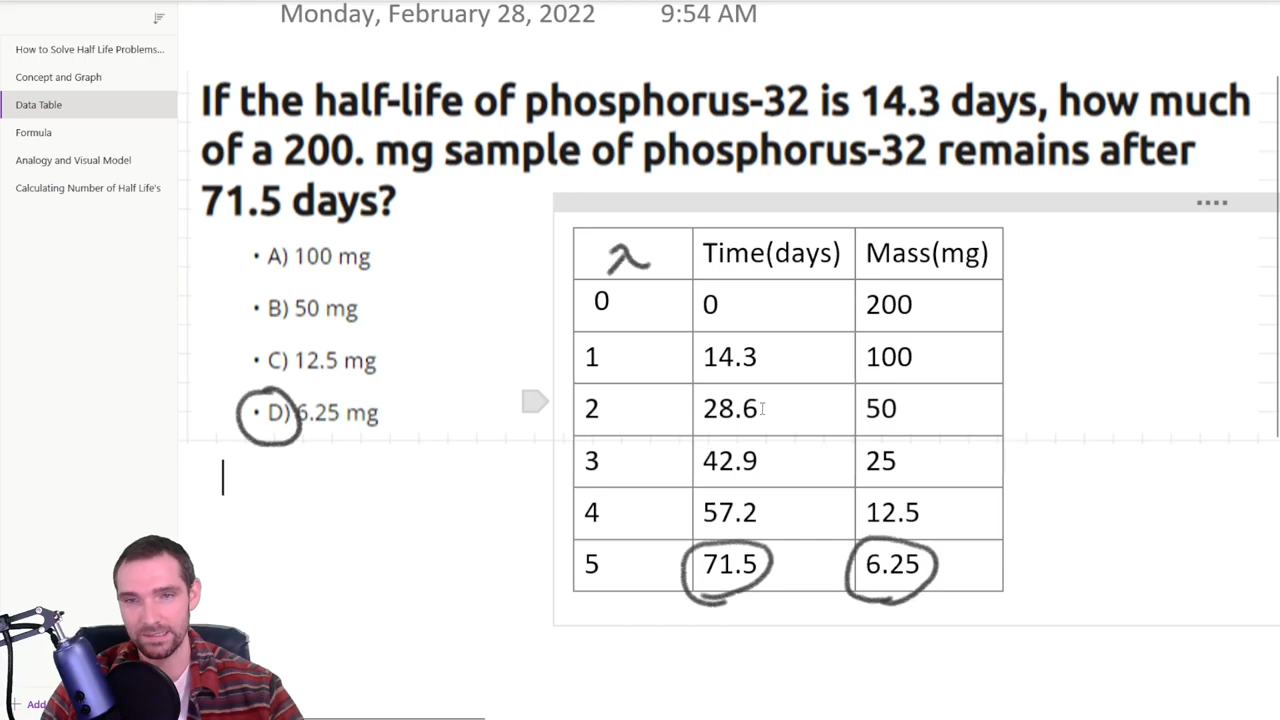 Monday, February 28, 2022 9:54 AM
How to Solve Half Life Problems...
Concept and Graph
Data Table
Formula
Analogy and Visual Model
Calculating Number of Half Life's
Add
If the half-life of phosphorus-32 is 14.3 days, how much
of a 200. mg sample of phosphorus-32 remains after
71.5 days?
• A) 100 mg
• B) 50 mg
• C) 12.5 mg
• D) 6.25 mg
λ Time(days) Mass(mg)
0 0 200
1 14.3 100
2 28.6 50
3 42.9 25
4 57.2 12.5
5 71.5 6.25